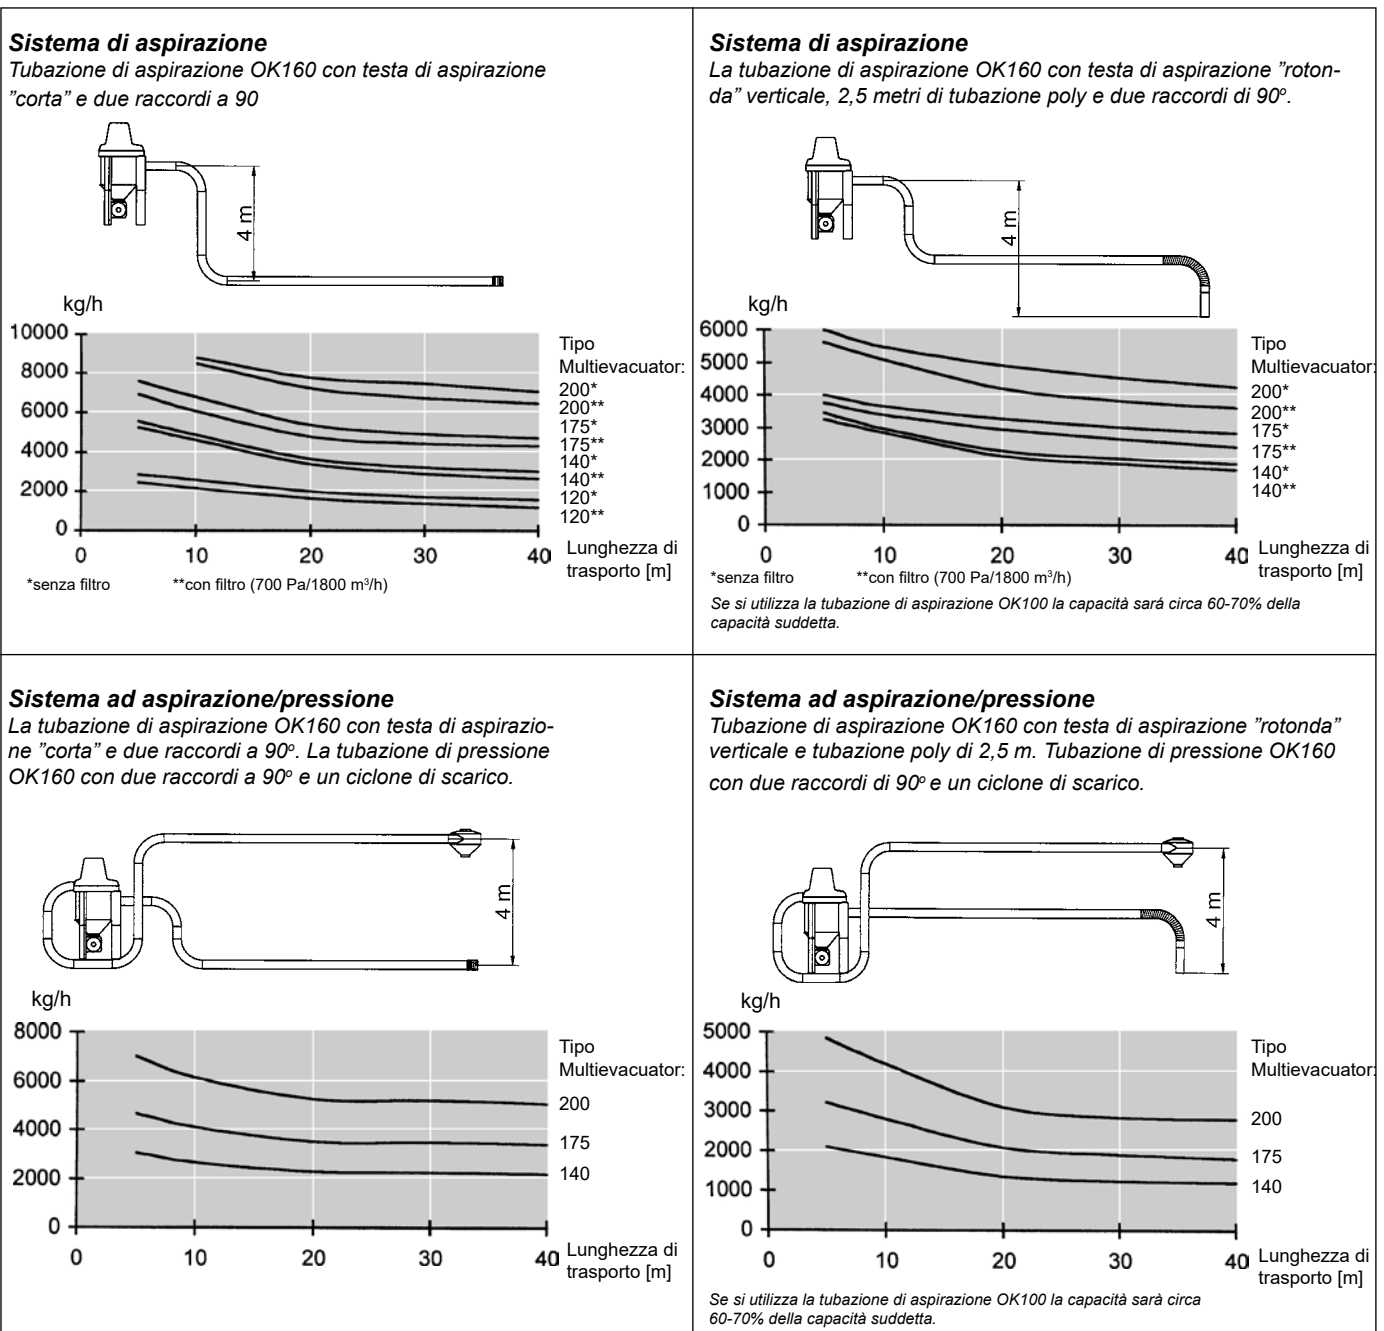 Sistema di aspirazione
Tubazione di aspirazione OK160 con testa di aspirazione
”corta” e due raccordi a 90
4 m
kg/h
10000
8000
6000
4000
2000
0
0 10 20 30 40
Tipo
Multievacuator:
200*
200**
175*
175**
140*
140**
120*
120**
Lunghezza di
trasporto [m]
*senza filtro **con filtro (700 Pa/1800 m³/h)
Sistema di aspirazione
La tubazione di aspirazione OK160 con testa di aspirazione ”roton-
da” verticale, 2,5 metri di tubazione poly e due raccordi di 90º.
4 m
kg/h
6000
5000
4000
3000
2000
1000
0
0 10 20 30 40
Tipo
Multievacuator:
200*
200**
175*
175**
140*
140**
Lunghezza di
trasporto [m]
*senza filtro **con filtro (700 Pa/1800 m³/h)
Se si utilizza la tubazione di aspirazione OK100 la capacità sará circa 60-70% della
capacità suddetta.
Sistema ad aspirazione/pressione
La tubazione di aspirazione OK160 con testa di aspirazio-
ne ”corta” e due raccordi a 90º. La tubazione di pressione
OK160 con due raccordi a 90º e un ciclone di scarico.
4 m
kg/h
8000
6000
4000
2000
0
0 10 20 30 40
Tipo
Multievacuator:
200
175
140
Lunghezza di
trasporto [m]
Sistema ad aspirazione/pressione
Tubazione di aspirazione OK160 con testa di aspirazione ”rotonda”
verticale e tubazione poly di 2,5 m. Tubazione di pressione OK160
con due raccordi di 90º e un ciclone di scarico.
4 m
kg/h
5000
4000
3000
2000
1000
0
0 10 20 30 40
Tipo
Multievacuator:
200
175
140
Lunghezza di
trasporto [m]
Se si utilizza la tubazione di aspirazione OK100 la capacità sarà circa
60-70% della capacità suddetta.